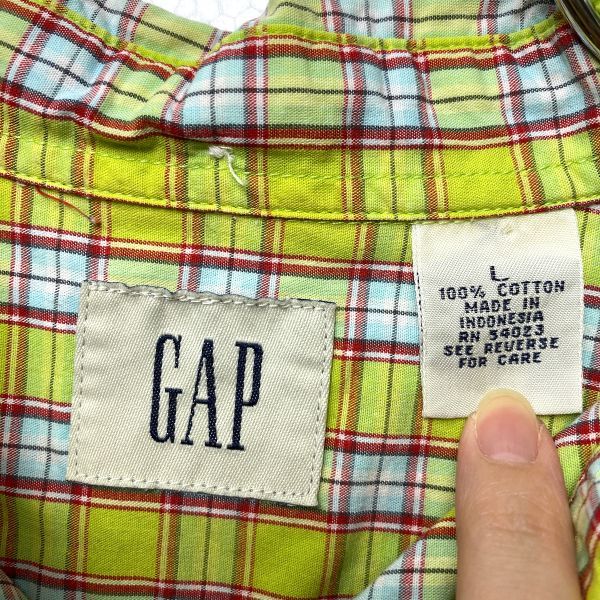 GAP
L
100% COTTON
MADE IN
INDONESIA
RN 54023
SEE REVERSE
FOR CARE